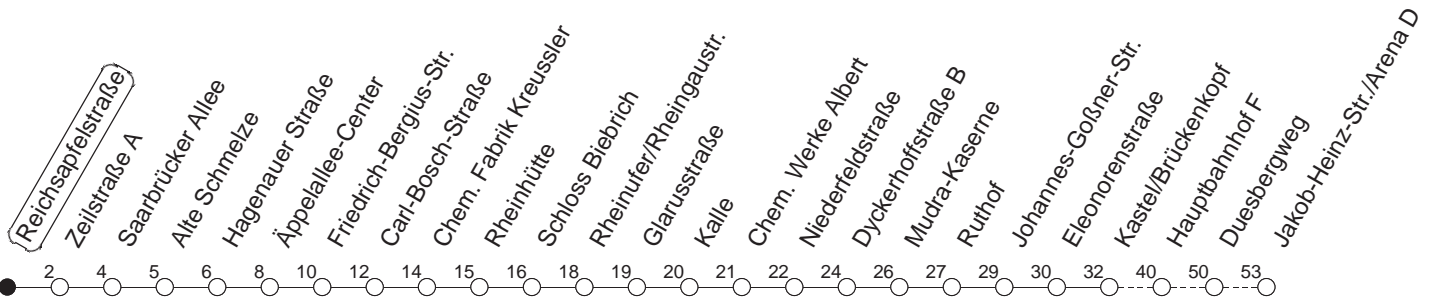 Reichsapfelstraße
Zeilstraße A
Saarbrücker Allee
Alte Schmelze
Hagenauer Straße
Äppelallee-Center
Friedrich-Bergius-Str.
Carl-Bosch-Straße
Chem. Fabrik Kreussler
Rheinhütte
Schloss Biebrich
Rheinufer/Rheingaustr.
Glarusstraße
Kalle
Chem. Werke Albert
Niederfeldstraße
Dyckerhoffstraße B
Mudra-Kaserne
Ruthof
Johannes-Goßner-Str.
Eleonorenstraße
Kastel/Brückenkopf
Hauptbahnhof F
Duesbergweg
Jakob-Heinz-Str./Arena D
2 4 5 6 8 10 12 14 15 16 18 19 20 21 22 24 26 27 29 30 32 40 50 53